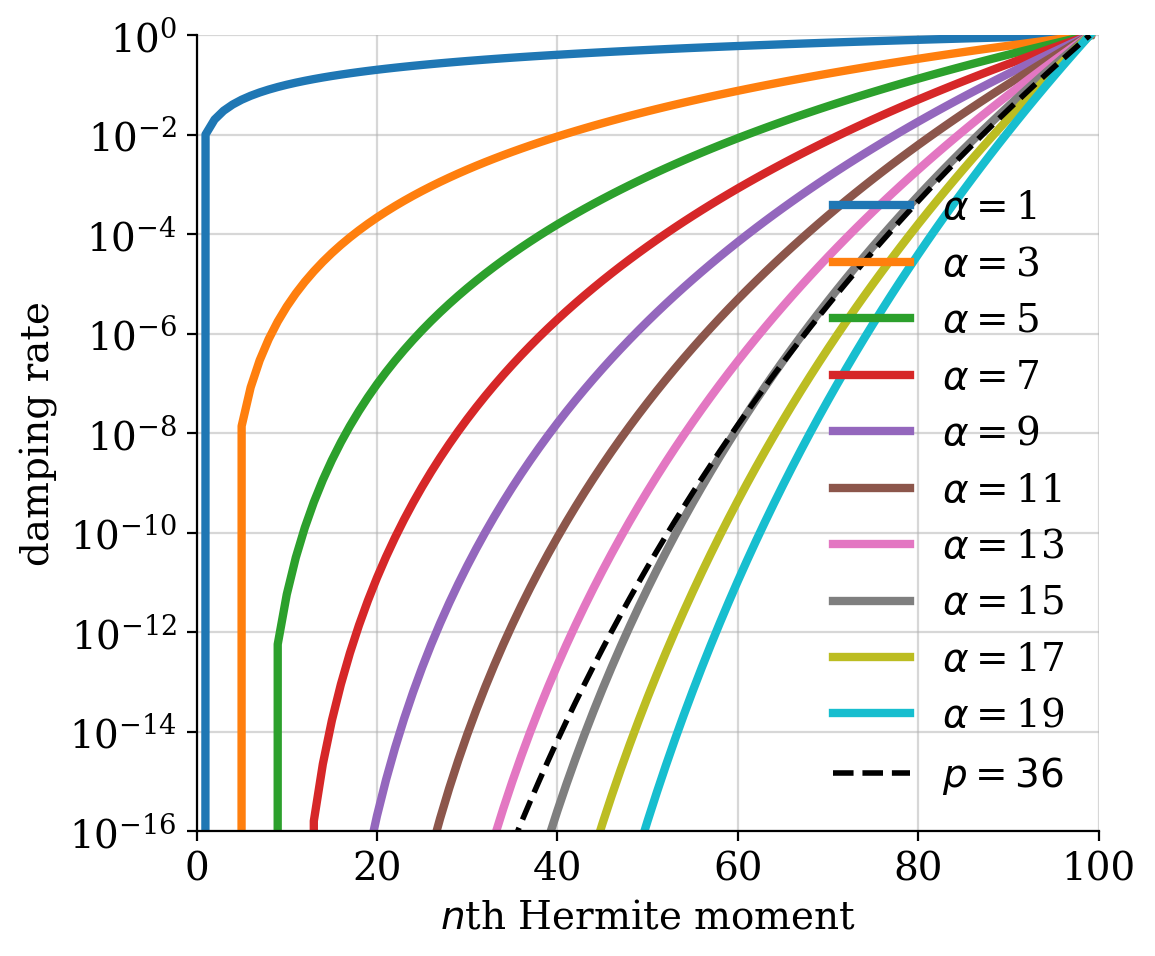 10⁰
10⁻²
10⁻⁴
10⁻⁶
10⁻⁸
10⁻¹⁰
10⁻¹²
10⁻¹⁴
10⁻¹⁶
damping rate
α = 1
α = 3
α = 5
α = 7
α = 9
α = 11
α = 13
α = 15
α = 17
α = 19
p = 36
0 20 40 60 80 100
nth Hermite moment